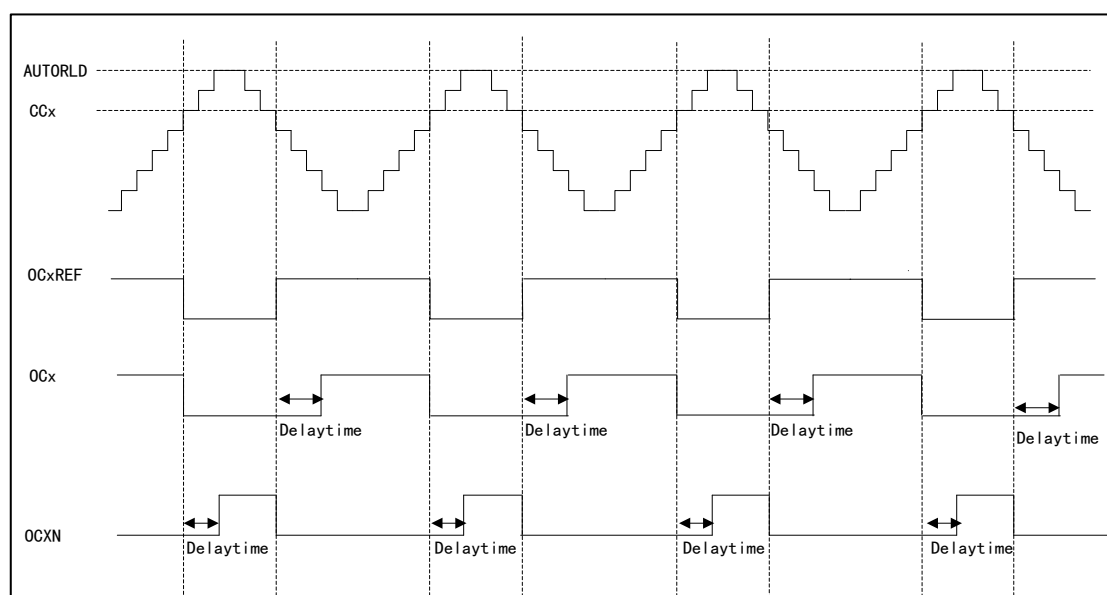 AUTORLD
CCx
OCxREF
OCx
Delaytime
Delaytime
Delaytime
Delaytime
OCXN
Delaytime
Delaytime
Delaytime
Delaytime